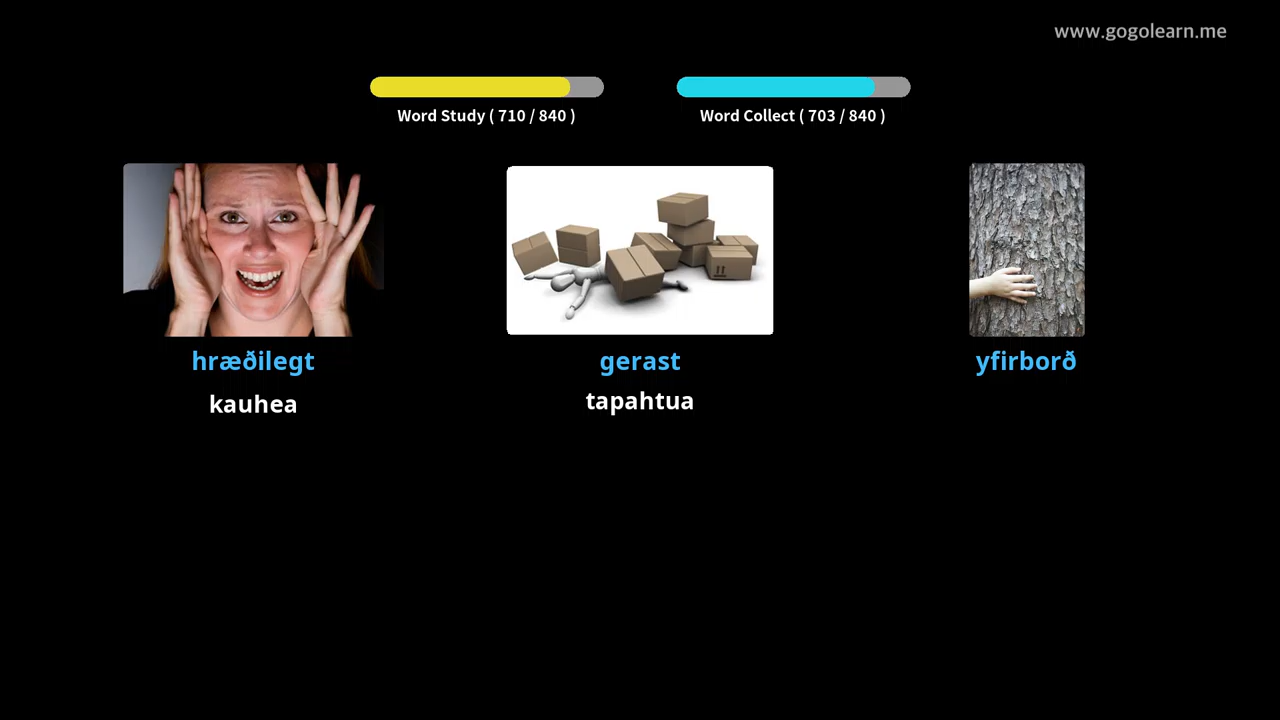 www.gogolearn.me
Word Study ( 710 / 840 )
Word Collect ( 703 / 840 )
hræðilegt
gerast
yfirborð
kauhea
tapahtua